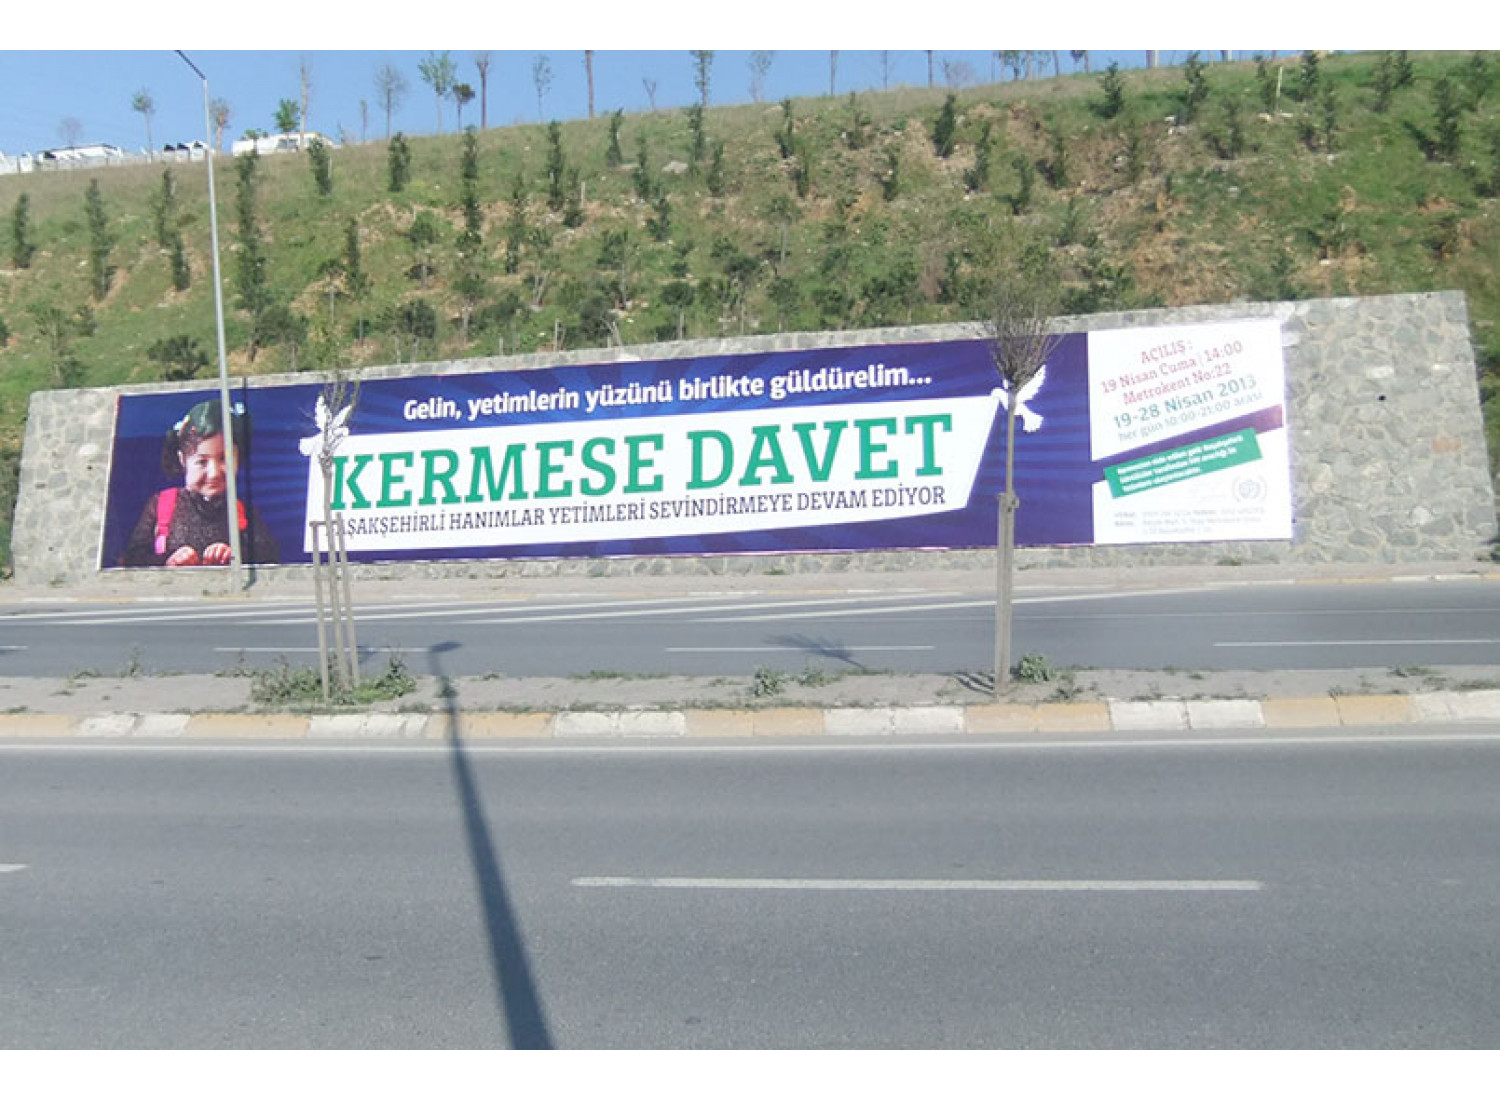 Gelin, yetimlerin yüzünü birlikte güldürelim...
KERMESE DAVET
AŞAKŞEHİRLİ HANIMLAR YETİMLERİ SEVİNDİRMEYE DEVAM EDİYOR
AÇILIŞ:
19 Nisan Cuma | 14:00
Metrokent No:22
19-28 Nisan 2013
her gün 10:00-21:00 arası